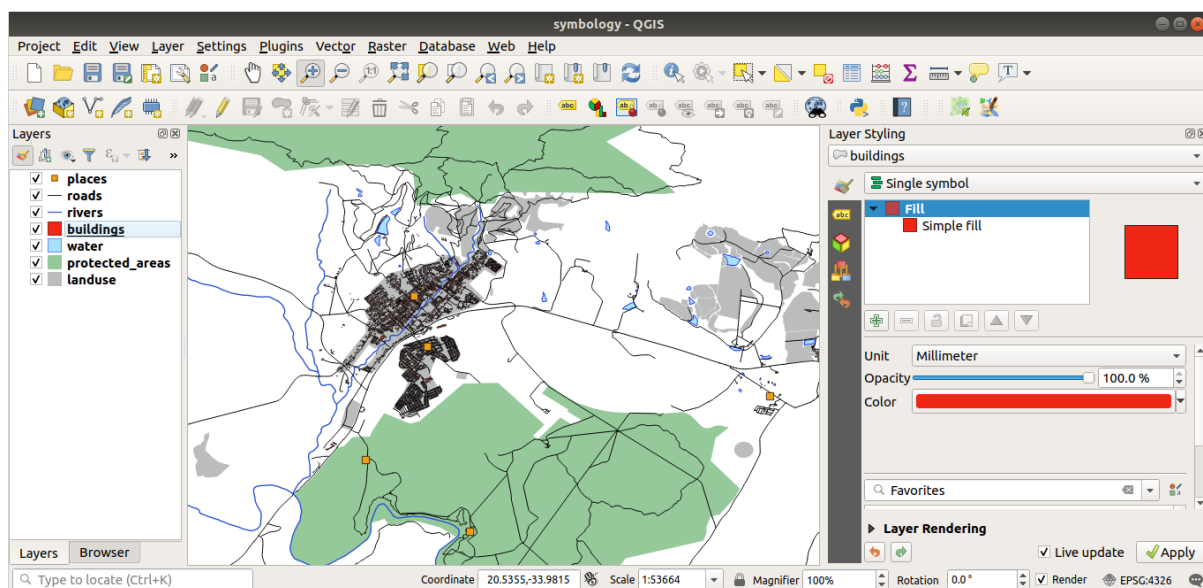 symbology - QGIS
Project Edit View Layer Settings Plugins Vector Raster Database Web Help
Layers
places
roads
rivers
buildings
water
protected_areas
landuse
Layers Browser
Layer Styling
buildings
Single symbol
Fill
Simple fill
Unit Millimeter
Opacity 100.0 %
Color
Favorites
Layer Rendering
Live update Apply
Type to locate (Ctrl+K) Coordinate 20.5355,-33.9815 Scale 1:53664 Magnifier 100% Rotation 0.0° Render EPSG:4326